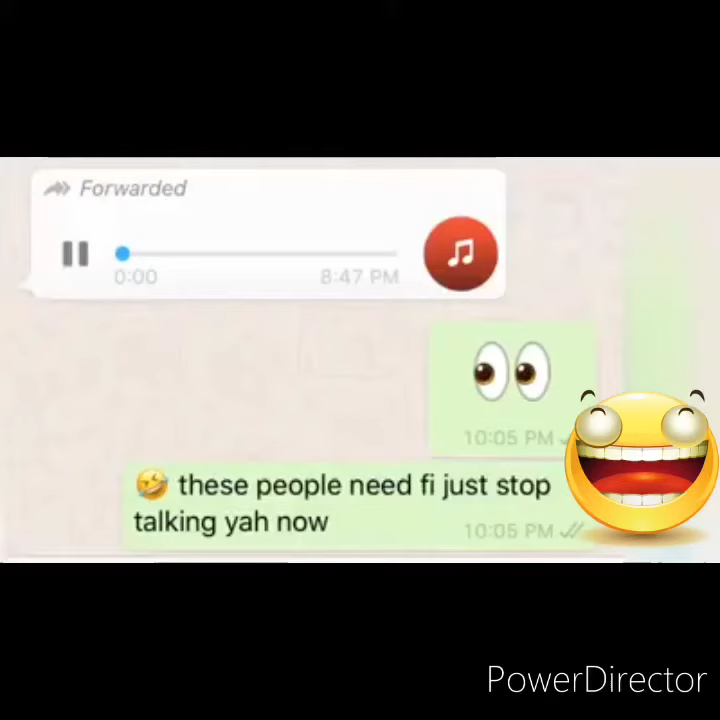 Forwarded
0:00 8:47 PM
10:05 PM
🤣 these people need fi just stop
talking yah now
10:05 PM
PowerDirector